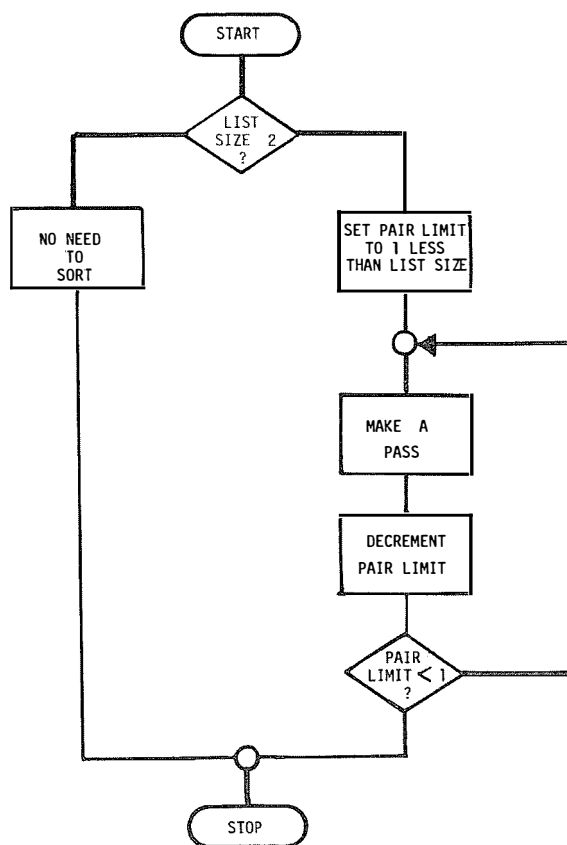 START
LIST
SIZE 2
?
NO NEED
TO
SORT
SET PAIR LIMIT
TO 1 LESS
THAN LIST SIZE
MAKE A
PASS
DECREMENT
PAIR LIMIT
PAIR
LIMIT < 1
?
STOP